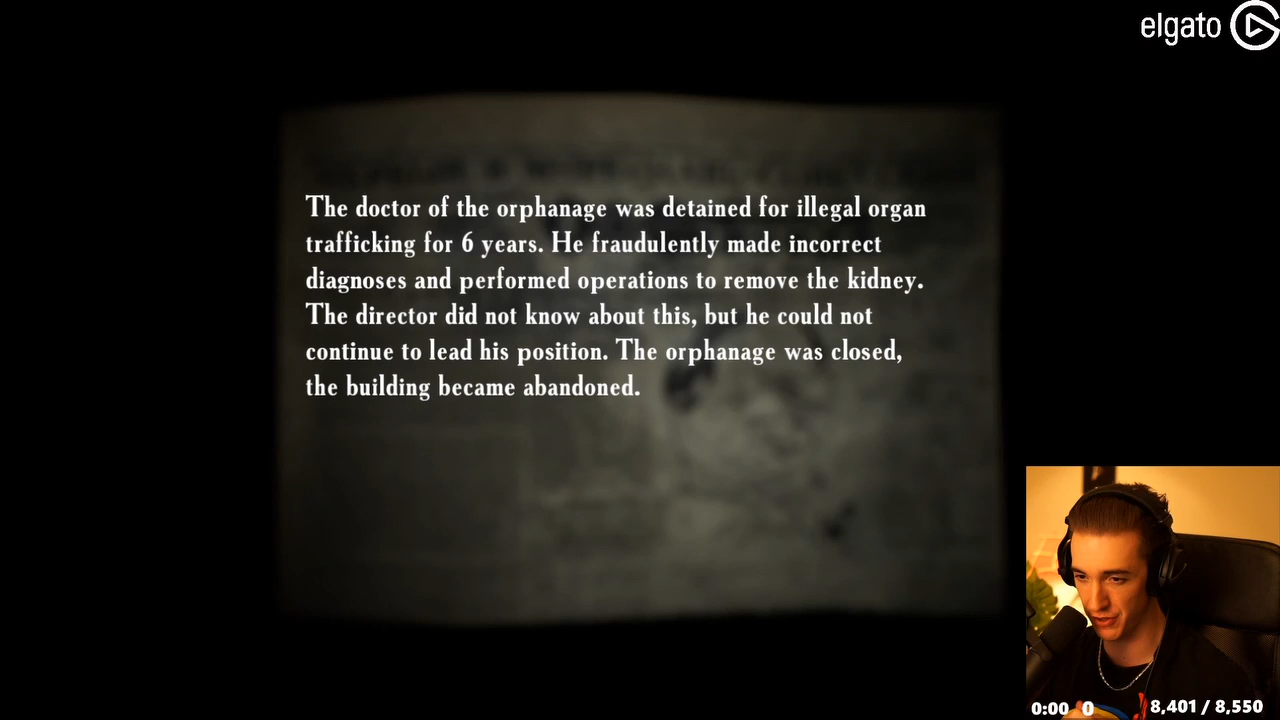 elgato
The doctor of the orphanage was detained for illegal organ
trafficking for 6 years. He fraudulently made incorrect
diagnoses and performed operations to remove the kidney.
The director did not know about this, but he could not
continue to lead his position. The orphanage was closed,
the building became abandoned.
0:00 0 8,401 / 8,550